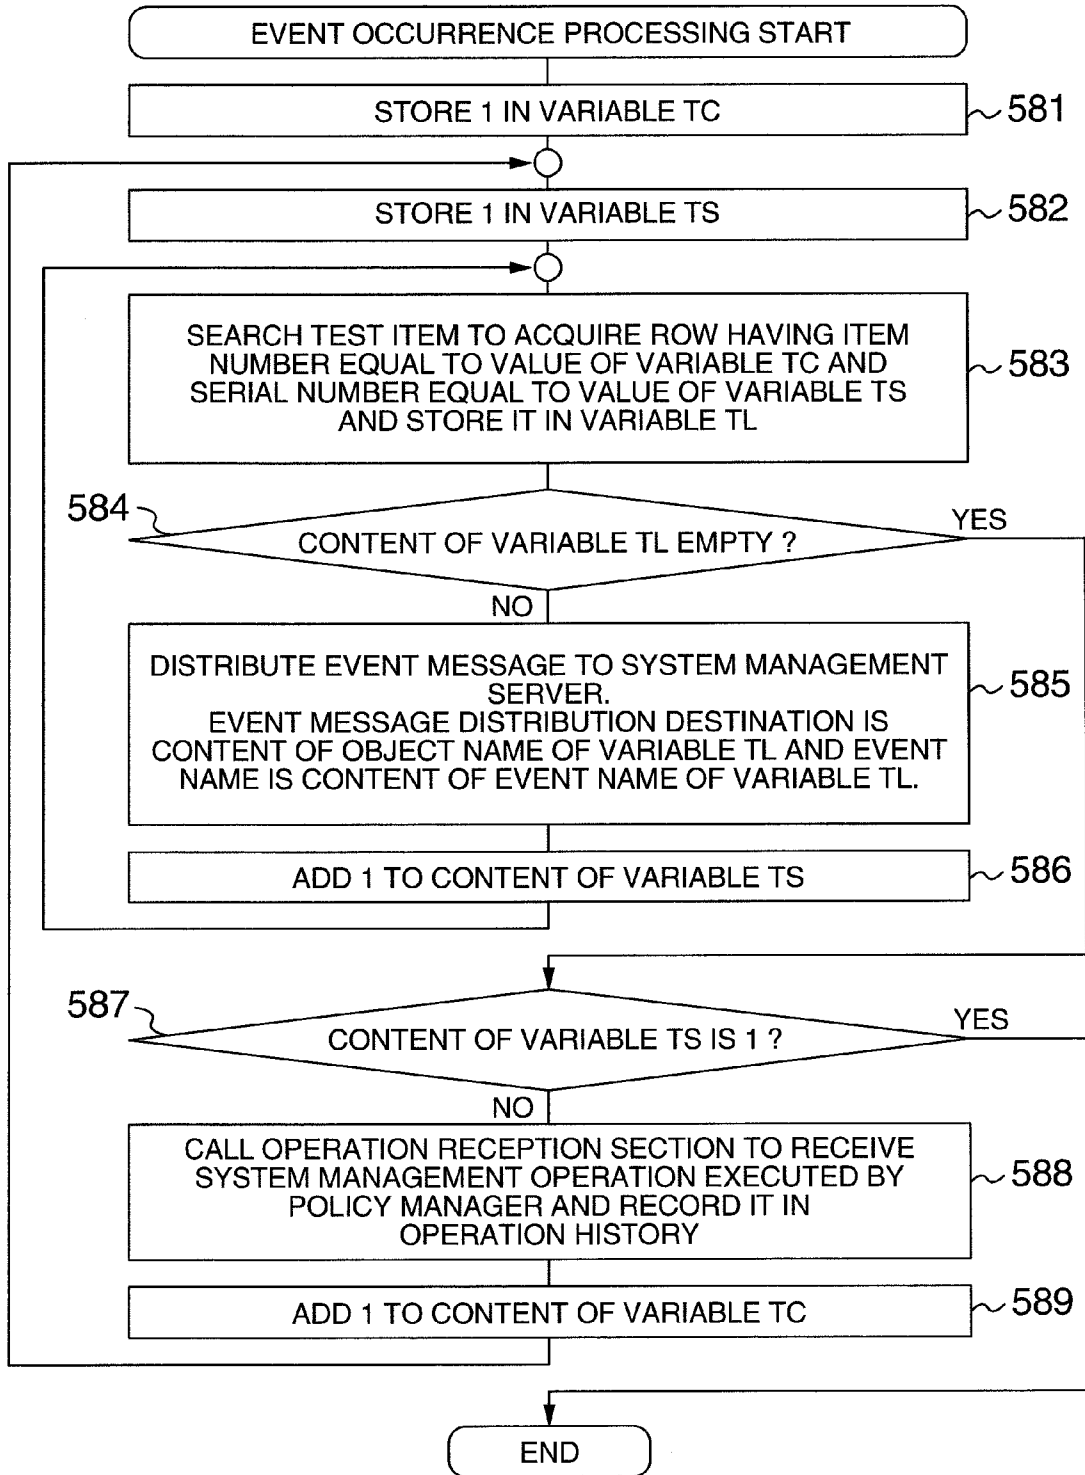 EVENT OCCURRENCE PROCESSING START
STORE 1 IN VARIABLE TC
581
STORE 1 IN VARIABLE TS
582
SEARCH TEST ITEM TO ACQUIRE ROW HAVING ITEM
NUMBER EQUAL TO VALUE OF VARIABLE TC AND
SERIAL NUMBER EQUAL TO VALUE OF VARIABLE TS
AND STORE IT IN VARIABLE TL
583
584
CONTENT OF VARIABLE TL EMPTY ?
YES
NO
DISTRIBUTE EVENT MESSAGE TO SYSTEM MANAGEMENT
SERVER.
EVENT MESSAGE DISTRIBUTION DESTINATION IS
CONTENT OF OBJECT NAME OF VARIABLE TL AND EVENT
NAME IS CONTENT OF EVENT NAME OF VARIABLE TL.
585
ADD 1 TO CONTENT OF VARIABLE TS
586
587
CONTENT OF VARIABLE TS IS 1 ?
YES
NO
CALL OPERATION RECEPTION SECTION TO RECEIVE
SYSTEM MANAGEMENT OPERATION EXECUTED BY
POLICY MANAGER AND RECORD IT IN
OPERATION HISTORY
588
ADD 1 TO CONTENT OF VARIABLE TC
589
END